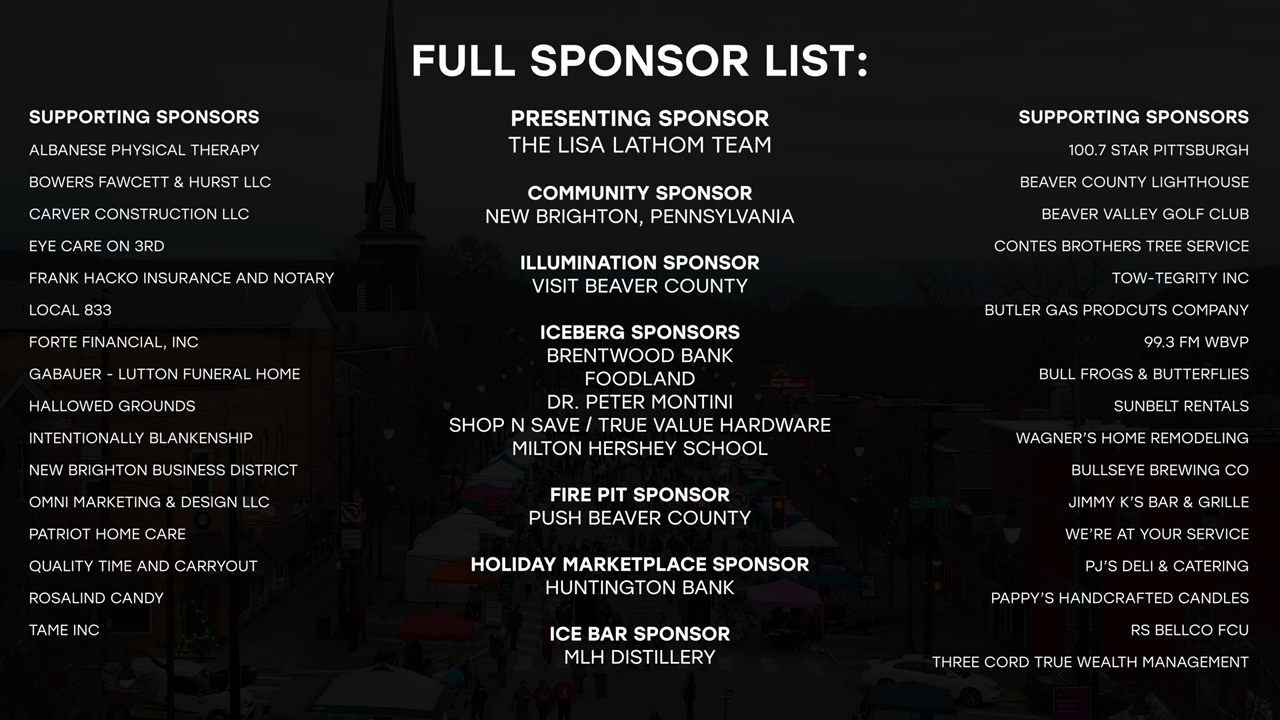 FULL SPONSOR LIST:
SUPPORTING SPONSORS
ALBANESE PHYSICAL THERAPY
BOWERS FAWCETT & HURST LLC
CARVER CONSTRUCTION LLC
EYE CARE ON 3RD
FRANK HACKO INSURANCE AND NOTARY
LOCAL 833
FORTE FINANCIAL, INC
GABAUER - LUTTON FUNERAL HOME
HALLOWED GROUNDS
INTENTIONALLY BLANKENSHIP
NEW BRIGHTON BUSINESS DISTRICT
OMNI MARKETING & DESIGN LLC
PATRIOT HOME CARE
QUALITY TIME AND CARRYOUT
ROSALIND CANDY
TAME INC
PRESENTING SPONSOR
THE LISA LATHOM TEAM
COMMUNITY SPONSOR
NEW BRIGHTON, PENNSYLVANIA
ILLUMINATION SPONSOR
VISIT BEAVER COUNTY
ICEBERG SPONSORS
BRENTWOOD BANK
FOODLAND
DR. PETER MONTINI
SHOP N SAVE / TRUE VALUE HARDWARE
MILTON HERSHEY SCHOOL
FIRE PIT SPONSOR
PUSH BEAVER COUNTY
HOLIDAY MARKETPLACE SPONSOR
HUNTINGTON BANK
ICE BAR SPONSOR
MLH DISTILLERY
SUPPORTING SPONSORS
100.7 STAR PITTSBURGH
BEAVER COUNTY LIGHTHOUSE
BEAVER VALLEY GOLF CLUB
CONTES BROTHERS TREE SERVICE
TOW-TEGRITY INC
BUTLER GAS PRODCUTS COMPANY
99.3 FM WBVP
BULL FROGS & BUTTERFLIES
SUNBELT RENTALS
WAGNER'S HOME REMODELING
BULLSEYE BREWING CO
JIMMY K'S BAR & GRILLE
WE'RE AT YOUR SERVICE
PJ'S DELI & CATERING
PAPPY'S HANDCRAFTED CANDLES
RS BELLCO FCU
THREE CORD TRUE WEALTH MANAGEMENT